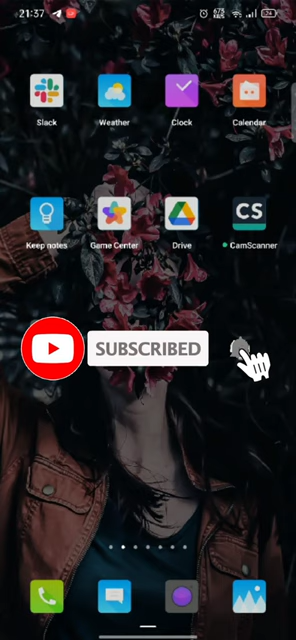 21:37
Slack
Weather
Clock
Calendar
Keep notes
Game Center
Drive
CS
CamScanner
SUBSCRIBED